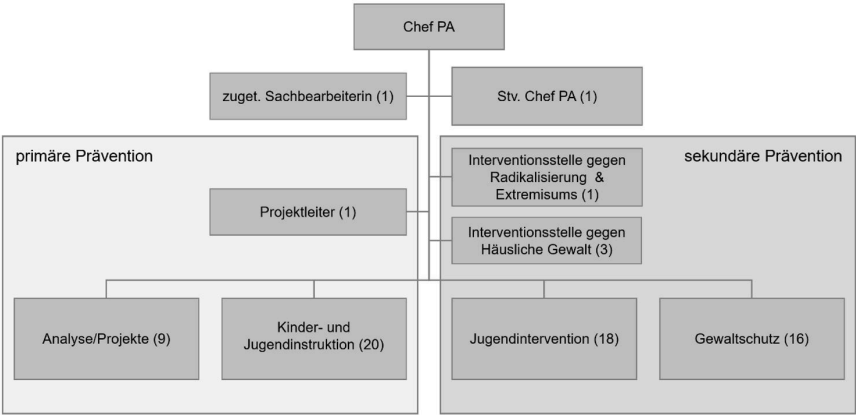 Chef PA
zuget. Sachbearbeiterin (1)
Stv. Chef PA (1)
primäre Prävention
sekundäre Prävention
Interventionsstelle gegen
Radikalisierung &
Extremisums (1)
Projektleiter (1)
Interventionsstelle gegen
Häusliche Gewalt (3)
Analyse/Projekte (9)
Kinder- und
Jugendinstruktion (20)
Jugendintervention (18)
Gewaltschutz (16)